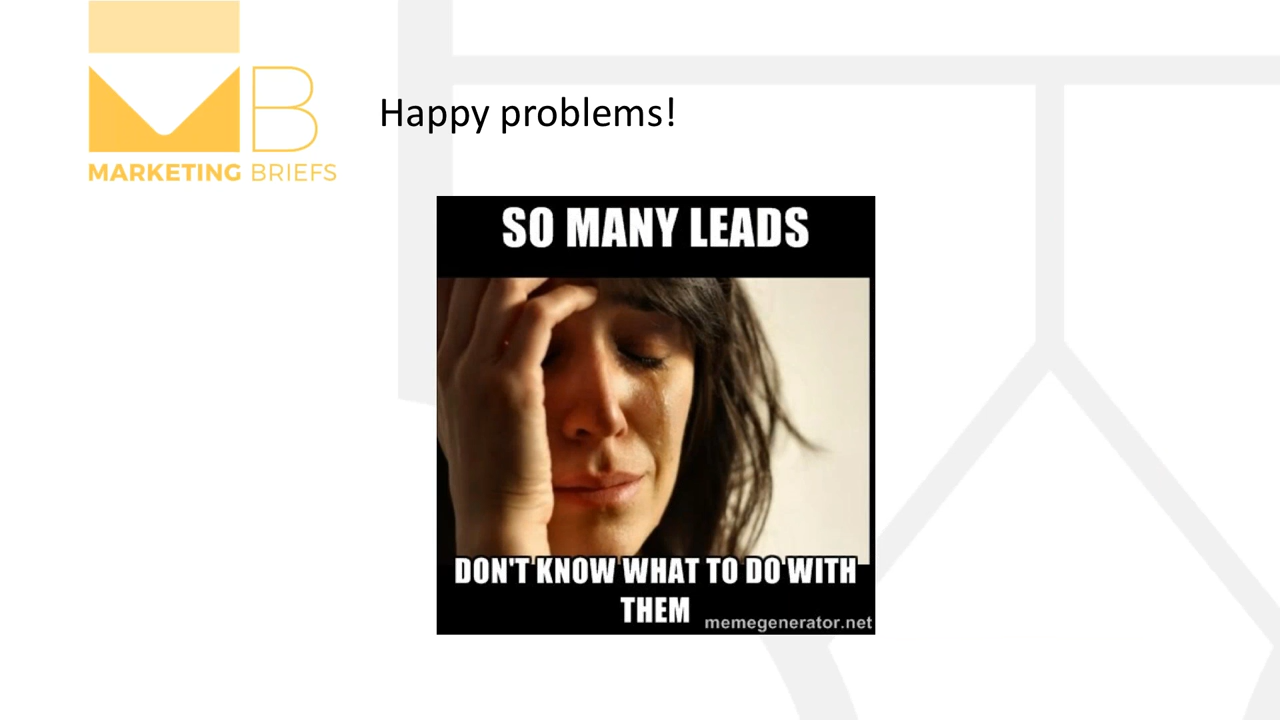 MB
MARKETING BRIEFS
Happy problems!
SO MANY LEADS
DON'T KNOW WHAT TO DO WITH
THEM
memegenerator.net